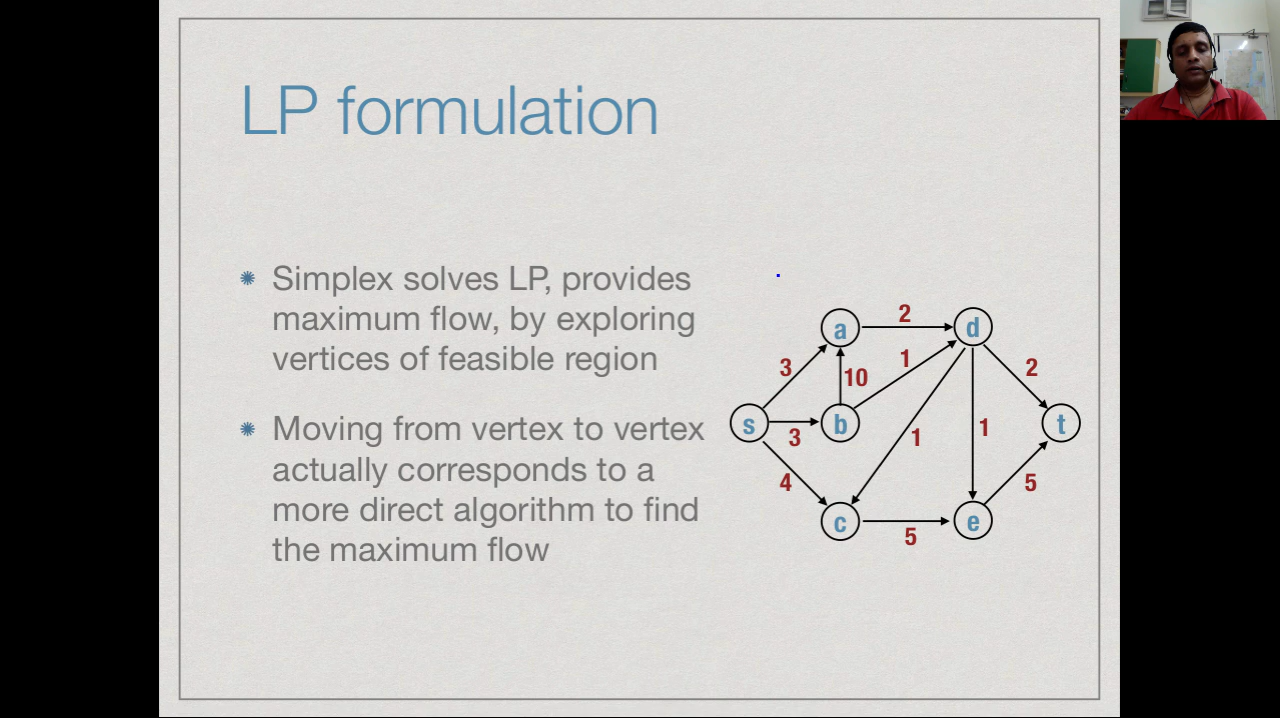 LP formulation
Simplex solves LP, provides
maximum flow, by exploring
vertices of feasible region
Moving from vertex to vertex
actually corresponds to a
more direct algorithm to find
the maximum flow
a 2 d
3 10 1 2
s 3 b 1 1 t
4 5
c 5 e